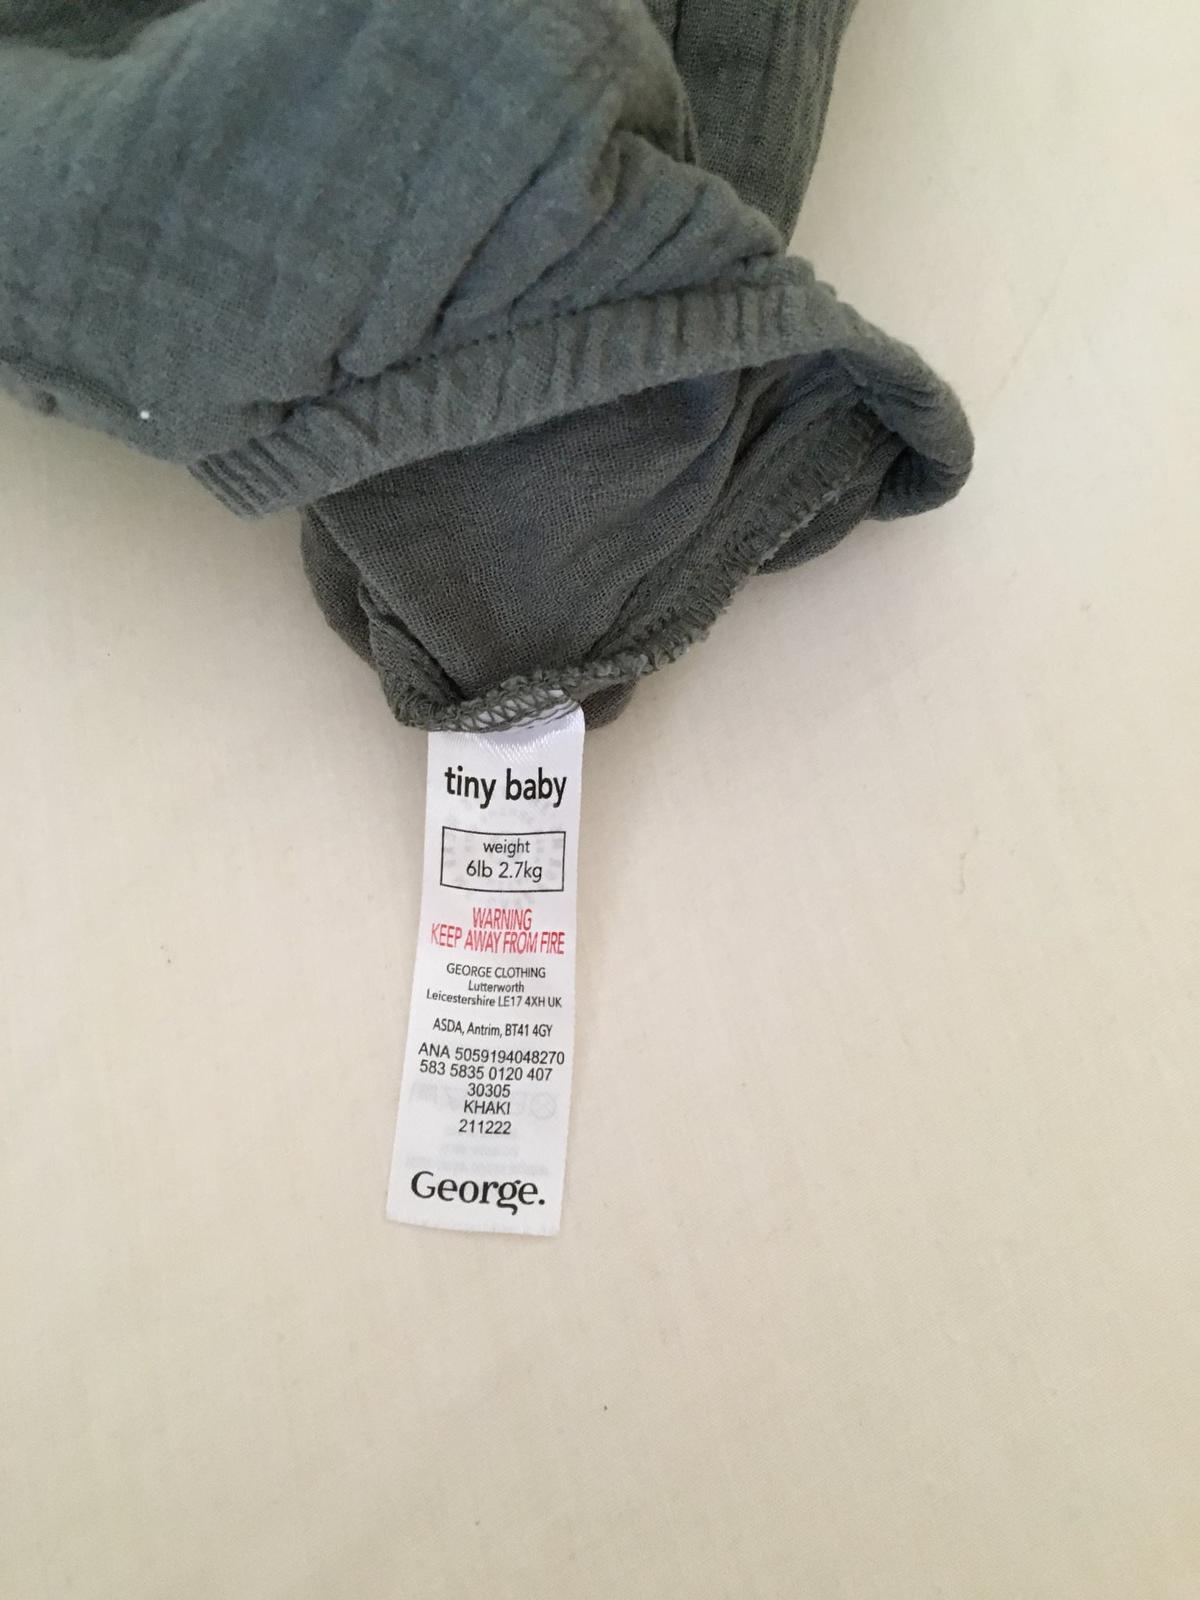 tiny baby
weight
6lb 2.7kg
WARNING
KEEP AWAY FROM FIRE
GEORGE CLOTHING
Lutterworth
Leicestershire LE17 4XH UK
ASDA, Antrim, BT41 4GY
ANA 5059194048270
583 5835 0120 407
30305
KHAKI
211222
George.